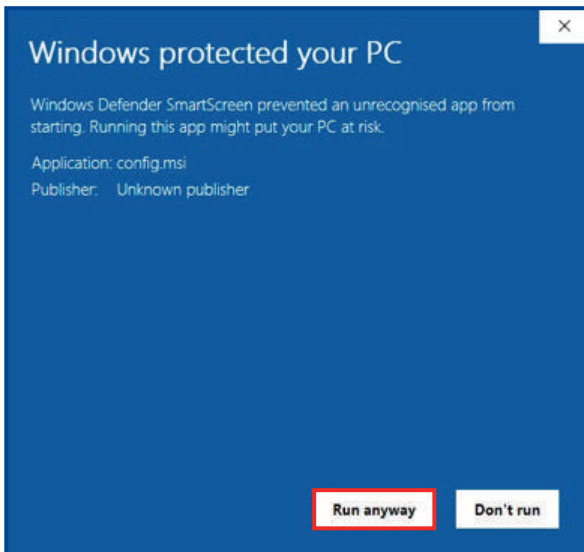 Windows protected your PC
Windows Defender SmartScreen prevented an unrecognised app from
starting. Running this app might put your PC at risk.
Application: config.msi
Publisher: Unknown publisher
Run anyway Don't run